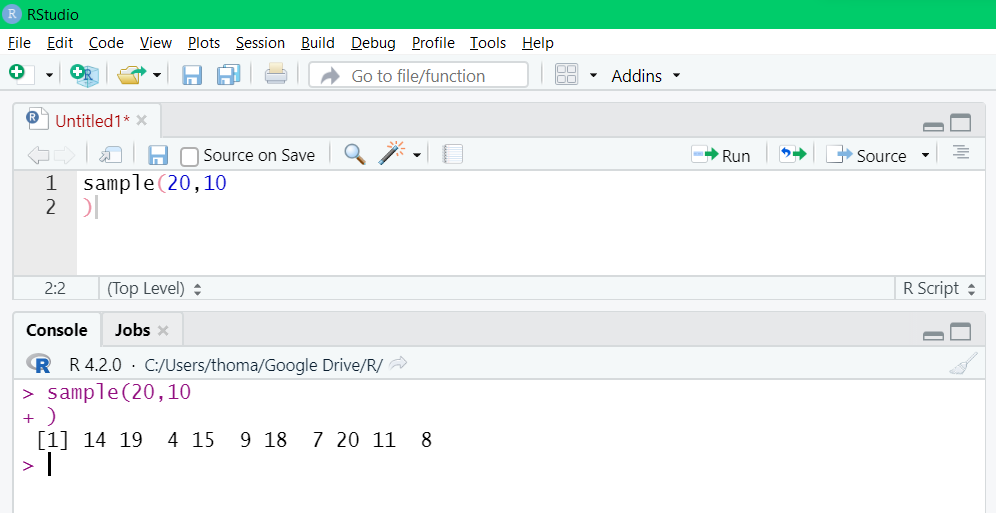 RStudio
File Edit Code View Plots Session Build Debug Profile Tools Help
Go to file/function Addins
Untitled1*
Source on Save Run Source
1 sample(20,10
2 )
2:2 (Top Level) R Script
Console Jobs
R 4.2.0 · C:/Users/thoma/Google Drive/R/
> sample(20,10
+ )
[1] 14 19 4 15 9 18 7 20 11 8
>